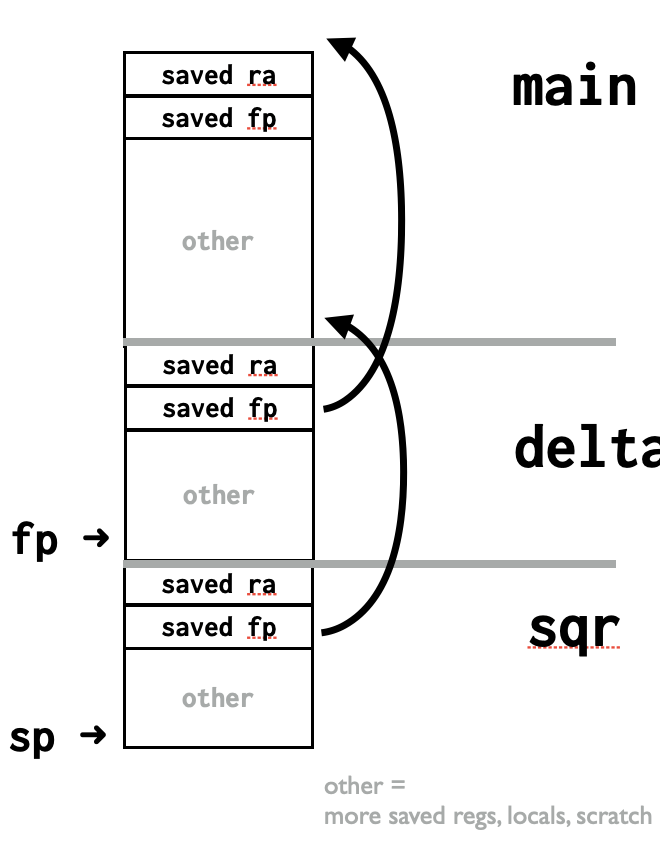 saved ra
main
saved fp
other
saved ra
saved fp
delta
other
fp →
saved ra
saved fp
sqr
other
sp →
other =
more saved regs, locals, scratch